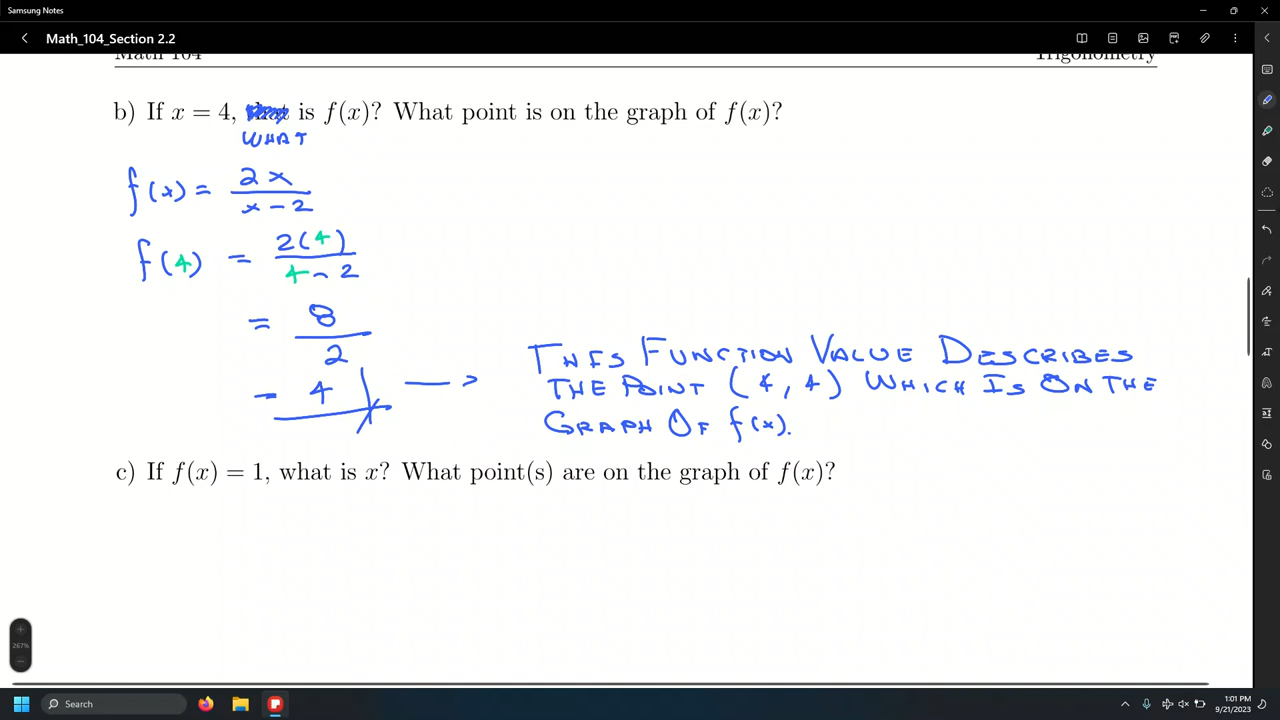 Samsung Notes
Math_104_Section 2.2
Math 104 Trigonometry
b) If x = 4, is f(x)? What point is on the graph of f(x)?
WHAT
f(x) = 2x / x - 2
f(4) = 2(4) / 4 - 2
= 8 / 2
= 4 → THIS FUNCTION VALUE DESCRIBES
THE POINT (4, 4) WHICH IS ON THE
GRAPH OF f(x).
c) If f(x) = 1, what is x? What point(s) are on the graph of f(x)?
267%
Search
1:01 PM
9/21/2023